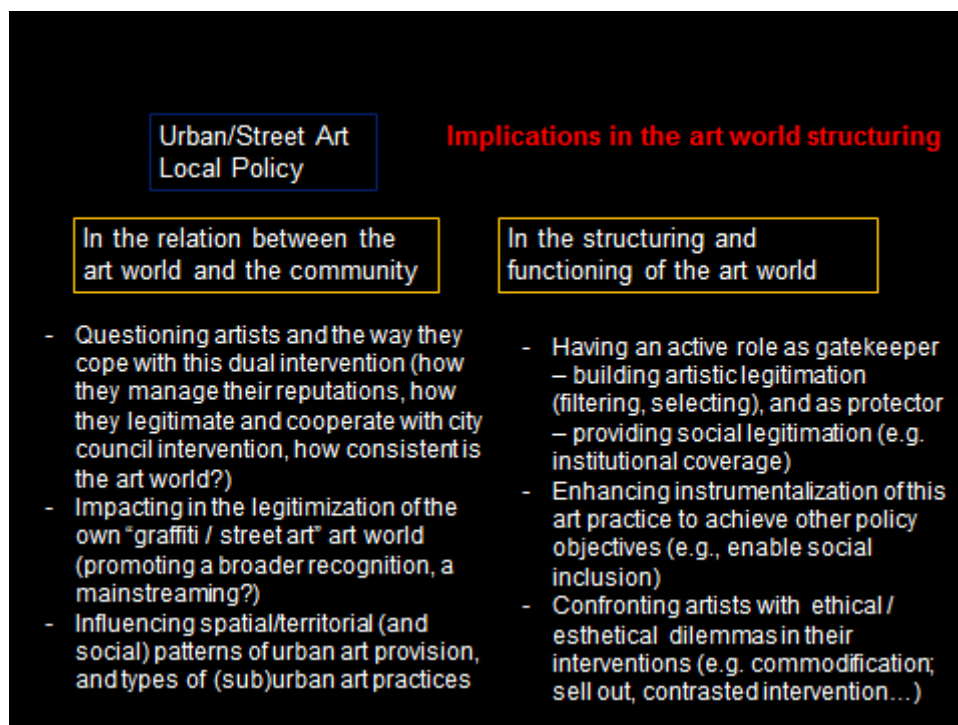 Urban/Street Art
Local Policy
Implications in the art world structuring
In the relation between the
art world and the community
- Questioning artists and the way they
cope with this dual intervention (how
they manage their reputations, how
they legitimate and cooperate with city
council intervention, how consistent is
the art world?)
- Impacting in the legitimization of the
own “graffiti / street art” art world
(promoting a broader recognition, a
mainstreaming?)
- Influencing spatial/territorial (and
social) patterns of urban art provision,
and types of (sub)urban art practices
In the structuring and
functioning of the art world
- Having an active role as gatekeeper
– building artistic legitimation
(filtering, selecting), and as protector
– providing social legitimation (e.g.
institutional coverage)
- Enhancing instrumentalization of this
art practice to achieve other policy
objectives (e.g., enable social
inclusion)
- Confronting artists with ethical /
esthetical dilemmas in their
interventions (e.g. commodification;
sell out, contrasted intervention…)